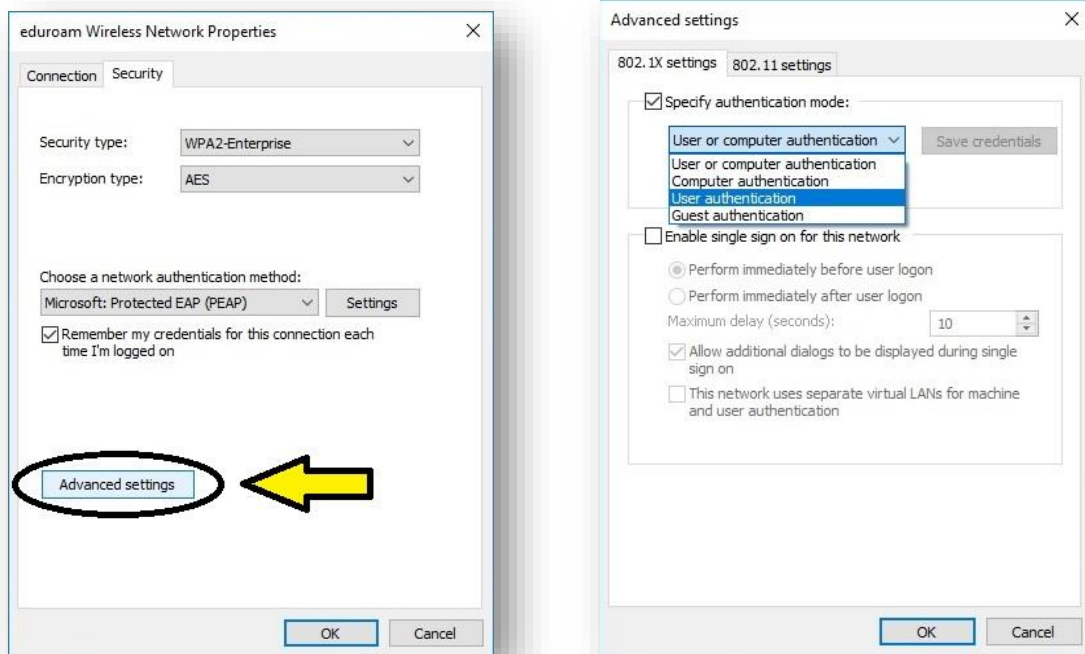 eduroam Wireless Network Properties
Connection
Security
Security type:
WPA2-Enterprise
Encryption type:
AES
Choose a network authentication method:
Microsoft: Protected EAP (PEAP)
Settings
Remember my credentials for this connection each
time I'm logged on
Advanced settings
OK
Cancel
Advanced settings
802.1X settings
802.11 settings
Specify authentication mode:
User or computer authentication
Save credentials
User or computer authentication
Computer authentication
User authentication
Guest authentication
Enable single sign on for this network
Perform immediately before user logon
Perform immediately after user logon
Maximum delay (seconds):
10
Allow additional dialogs to be displayed during single
sign on
This network uses separate virtual LANs for machine
and user authentication
OK
Cancel